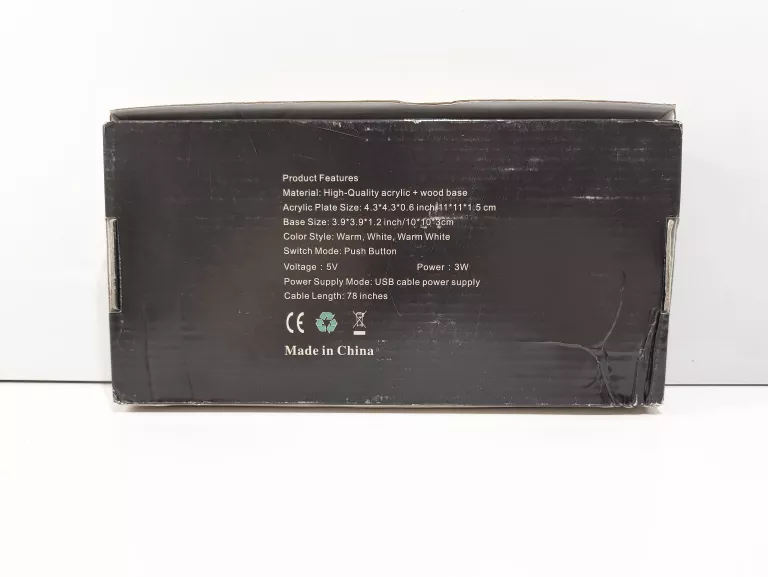 Product Features
Material: High-Quality acrylic + wood base
Acrylic Plate Size: 4.3*4.3*0.6 inch/11*11*1.5 cm
Base Size: 3.9*3.9*1.2 inch/10*10*3cm
Color Style: Warm, White, Warm White
Switch Mode: Push Button
Voltage : 5V Power : 3W
Power Supply Mode: USB cable power supply
Cable Length: 78 inches
CE
Made in China